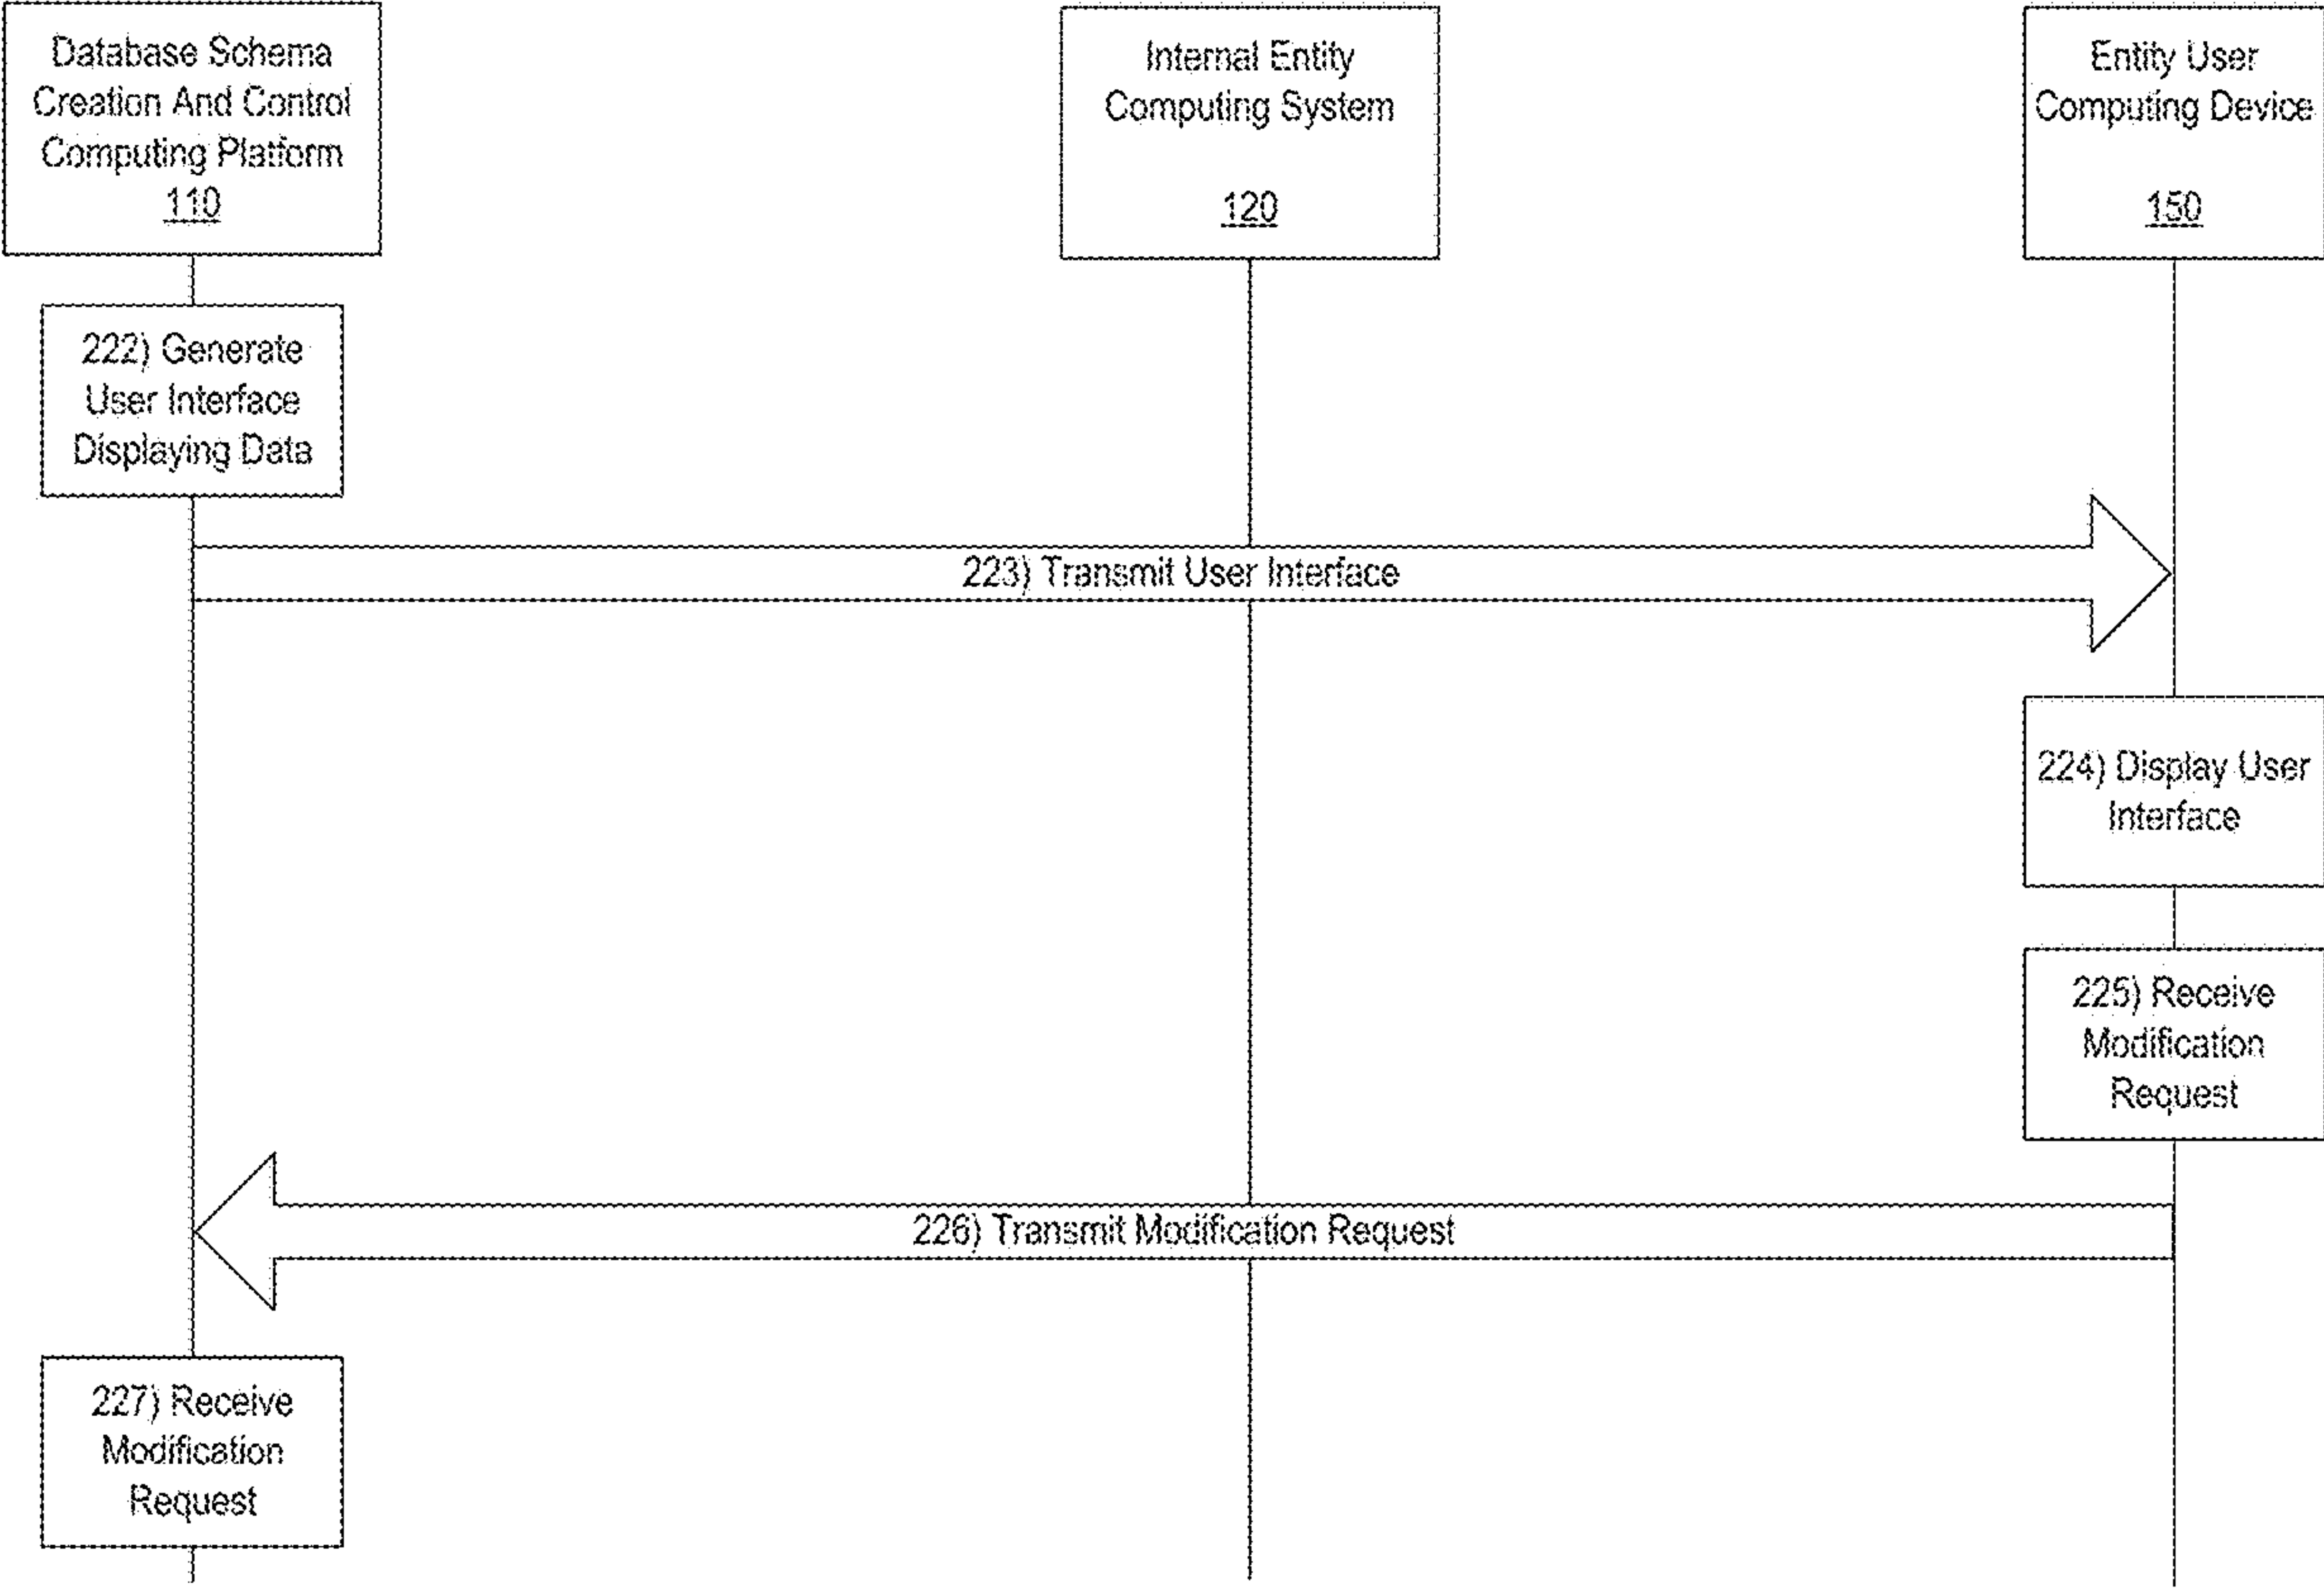 Database Schema
Creation And Control
Computing Platform
110
Internal Entity
Computing System
120
Entity User
Computing Device
150
222) Generate
User Interface
Displaying Data
223) Transmit User Interface
224) Display User
Interface
225) Receive
Modification
Request
226) Transmit Modification Request
227) Receive
Modification
Request